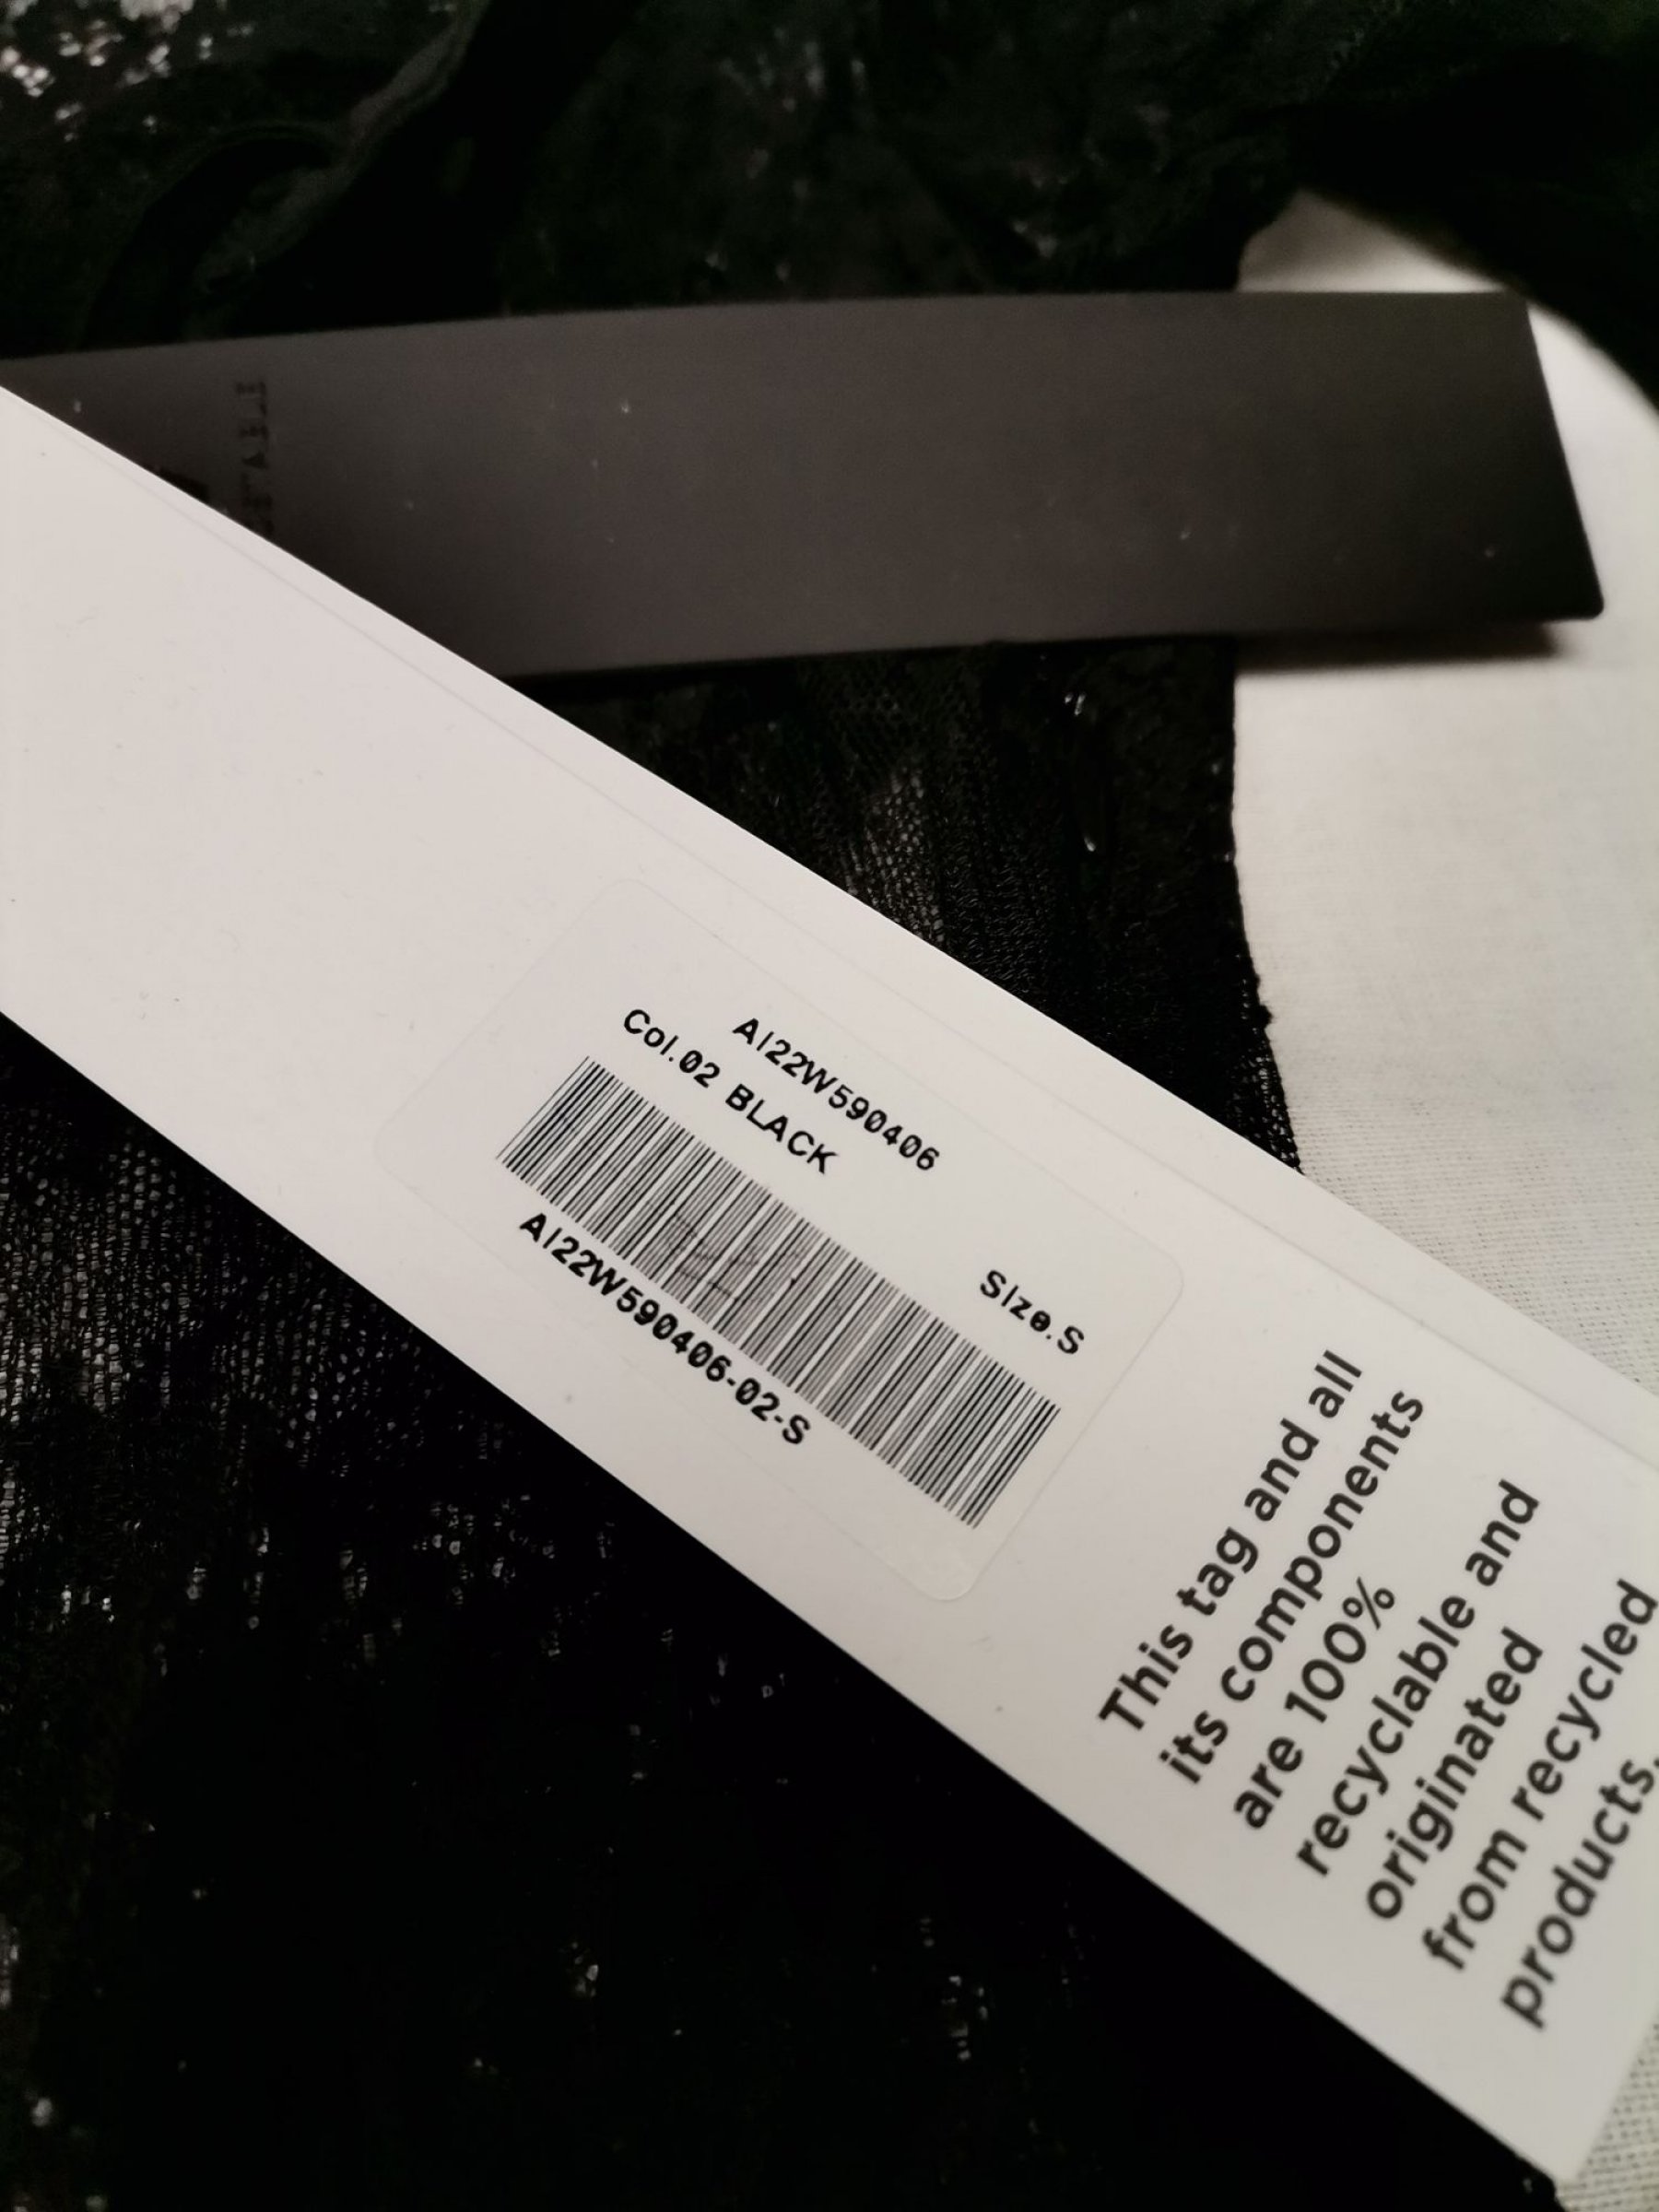 AI22W590406
Col.02 BLACK
Size.S
AI22W590406-02-S
This tag and all
its components
are 100%
recyclable and
originated
from recycled
products.